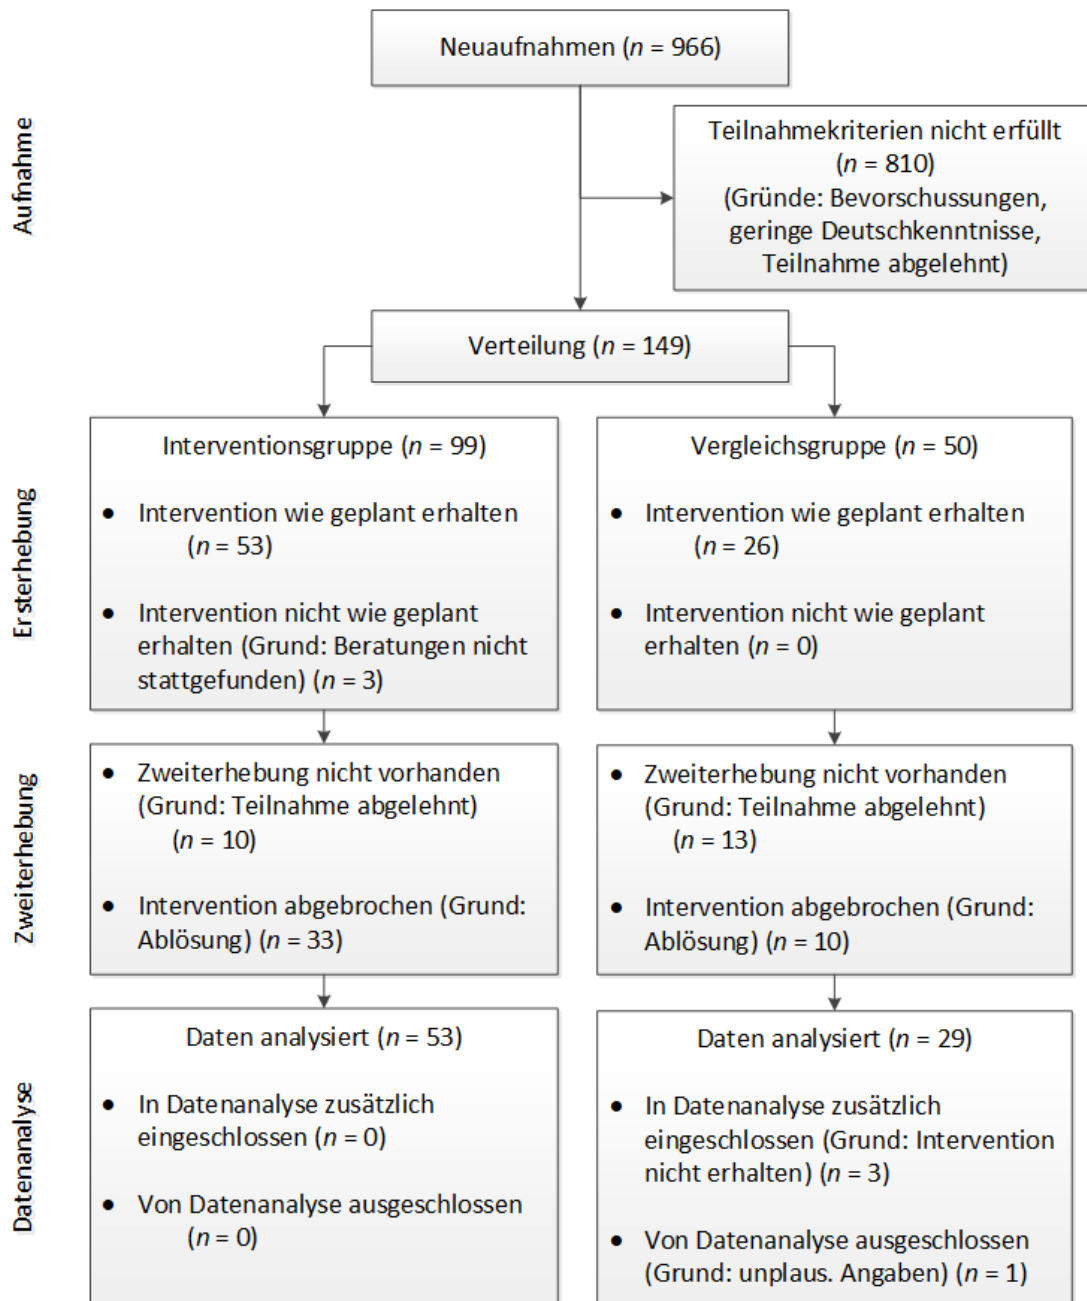 Neuaufnahmen (n = 966)
Aufnahme
Teilnahmekriterien nicht erfüllt
(n = 810)
(Gründe: Bevorschussungen,
geringe Deutschkenntnisse,
Teilnahme abgelehnt)
Verteilung (n = 149)
Ersterhebung
Interventionsgruppe (n = 99)
• Intervention wie geplant erhalten
(n = 53)
• Intervention nicht wie geplant
erhalten (Grund: Beratungen nicht
stattgefunden) (n = 3)
Vergleichsgruppe (n = 50)
• Intervention wie geplant erhalten
(n = 26)
• Intervention nicht wie geplant
erhalten (n = 0)
Zweiterhebung
• Zweiterhebung nicht vorhanden
(Grund: Teilnahme abgelehnt)
(n = 10)
• Intervention abgebrochen (Grund:
Ablösung) (n = 33)
• Zweiterhebung nicht vorhanden
(Grund: Teilnahme abgelehnt)
(n = 13)
• Intervention abgebrochen (Grund:
Ablösung) (n = 10)
Datenanalyse
Daten analysiert (n = 53)
• In Datenanalyse zusätzlich
eingeschlossen (n = 0)
• Von Datenanalyse ausgeschlossen
(n = 0)
Daten analysiert (n = 29)
• In Datenanalyse zusätzlich
eingeschlossen (Grund: Intervention
nicht erhalten) (n = 3)
• Von Datenanalyse ausgeschlossen
(Grund: unplaus. Angaben) (n = 1)